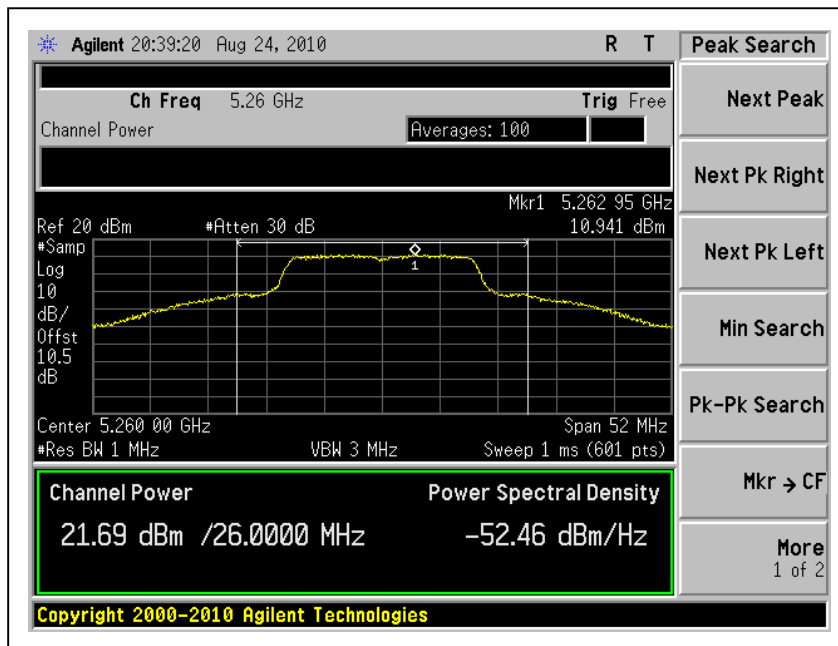 Agilent 20:39:20 Aug 24, 2010 R T
Peak Search
Ch Freq 5.26 GHz Trig Free
Channel Power Averages: 100
Mkr1 5.262 95 GHz
Ref 20 dBm #Atten 30 dB 10.941 dBm
#Samp
Log
10
dB/
Offst
10.5
dB
1
Center 5.260 00 GHz Span 52 MHz
#Res BW 1 MHz VBW 3 MHz Sweep 1 ms (601 pts)
Channel Power Power Spectral Density
21.69 dBm /26.0000 MHz -52.46 dBm/Hz
Copyright 2000-2010 Agilent Technologies
Next Peak
Next Pk Right
Next Pk Left
Min Search
Pk-Pk Search
Mkr → CF
More
1 of 2